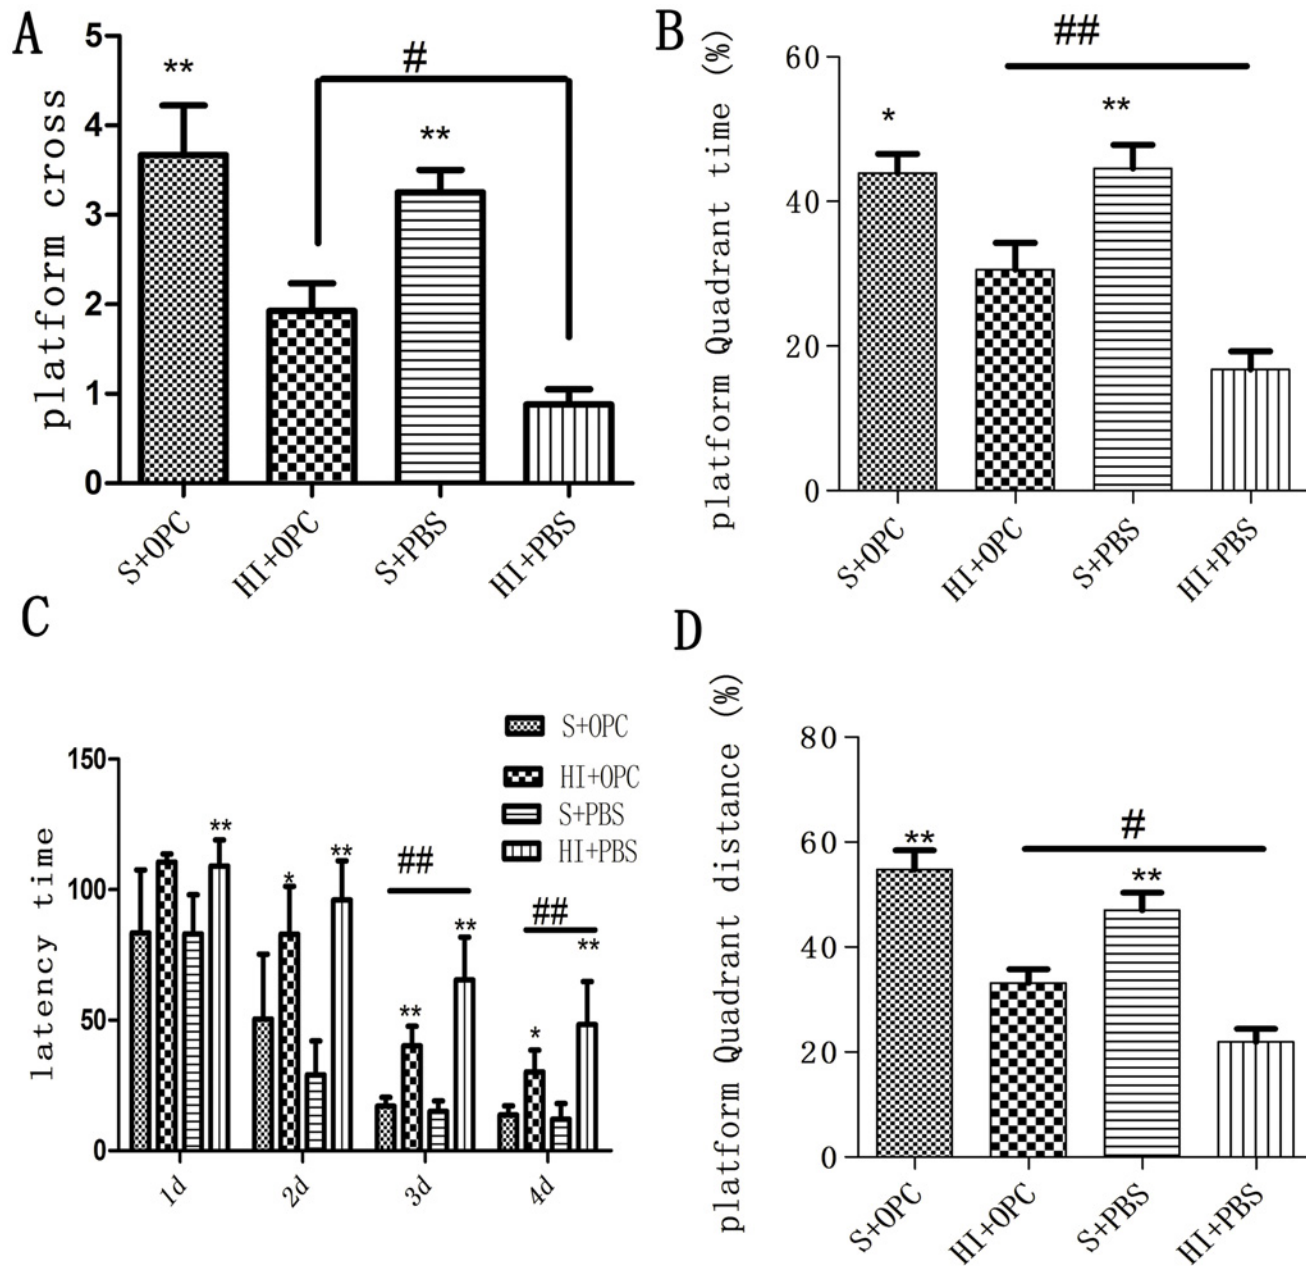 A
platform cross
5
4
3
2
1
0
**
#
**
S+OPC
HI+OPC
S+PBS
HI+PBS
B
platform Quadrant time (%)
60
40
20
0
##
*
**
S+OPC
HI+OPC
S+PBS
HI+PBS
C
latency time
150
100
50
0
S+OPC
HI+OPC
S+PBS
HI+PBS
**
*
**
##
**
**
##
*
**
1d
2d
3d
4d
D
platform Quadrant distance (%)
80
60
40
20
0
**
#
**
S+OPC
HI+OPC
S+PBS
HI+PBS